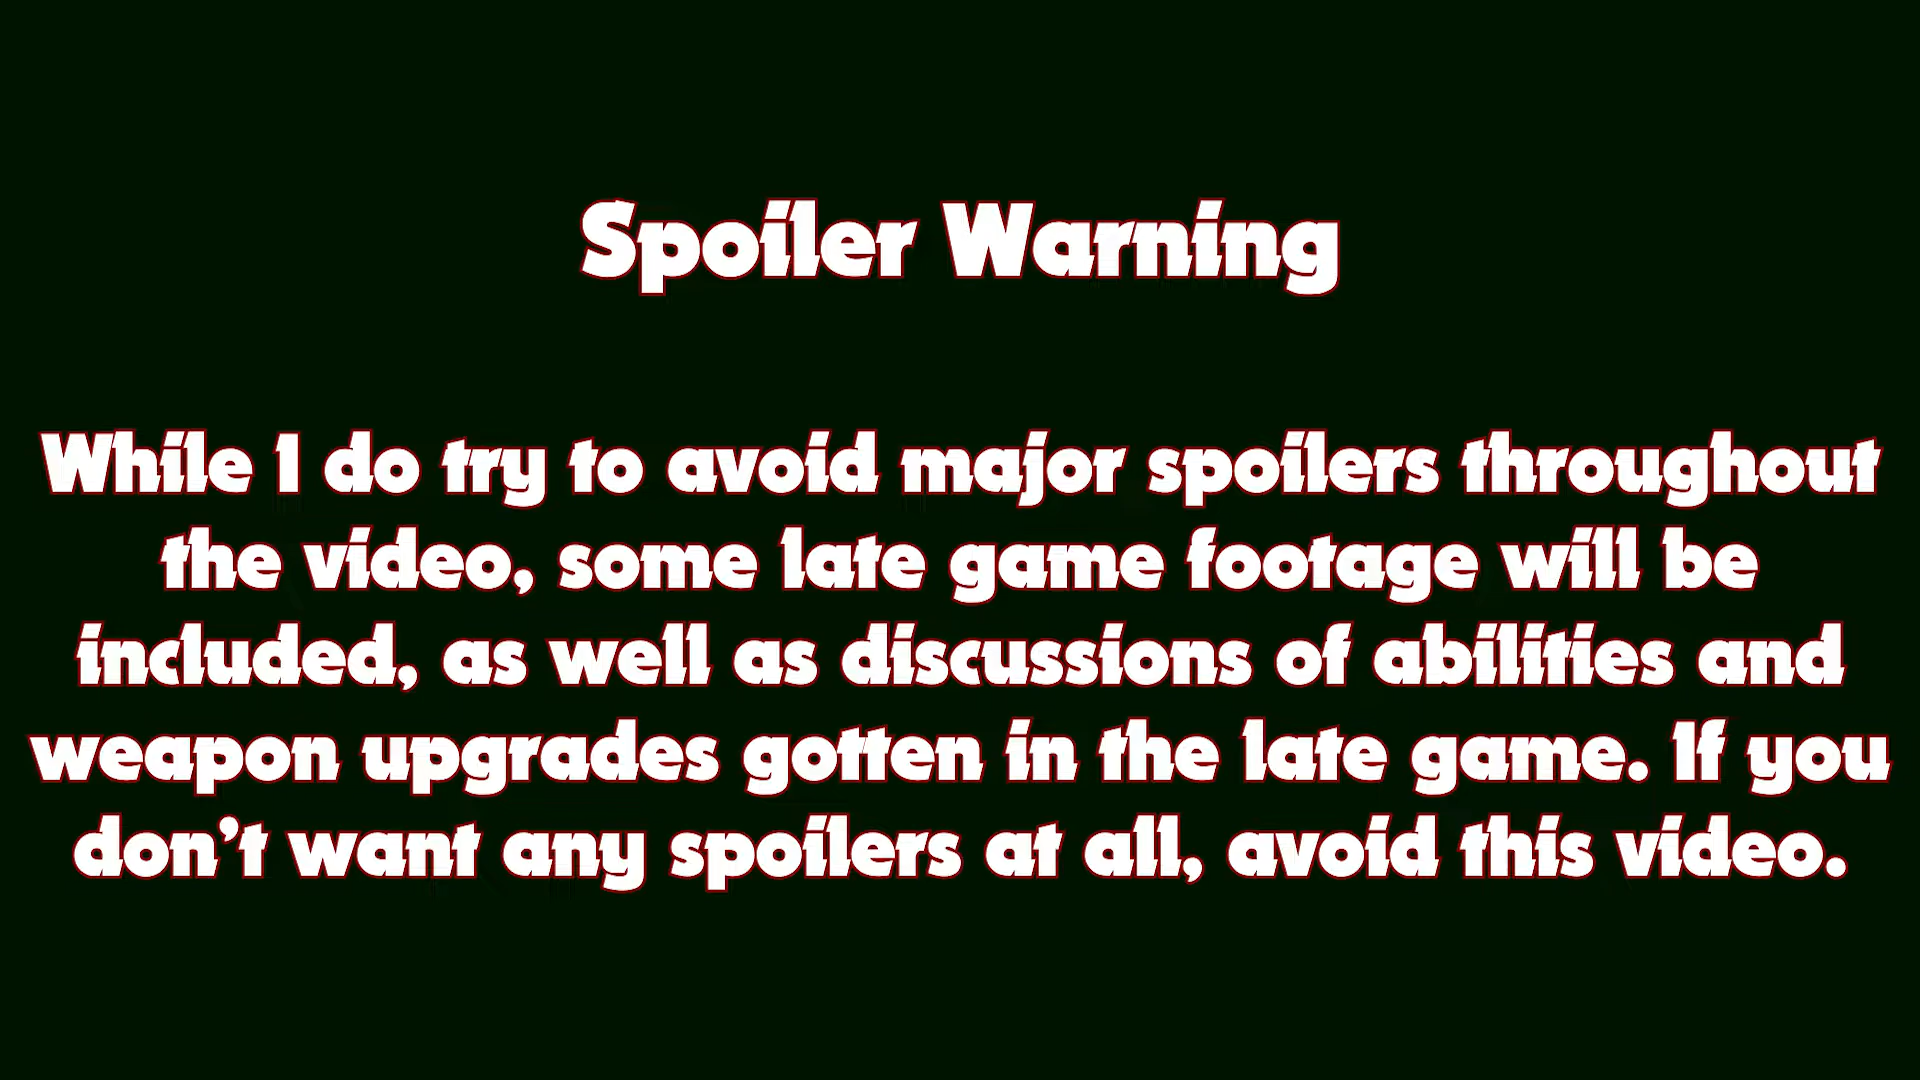 Spoiler Warning
While I do try to avoid major spoilers throughout
the video, some late game footage will be
included, as well as discussions of abilities and
weapon upgrades gotten in the late game. If you
don't want any spoilers at all, avoid this video.